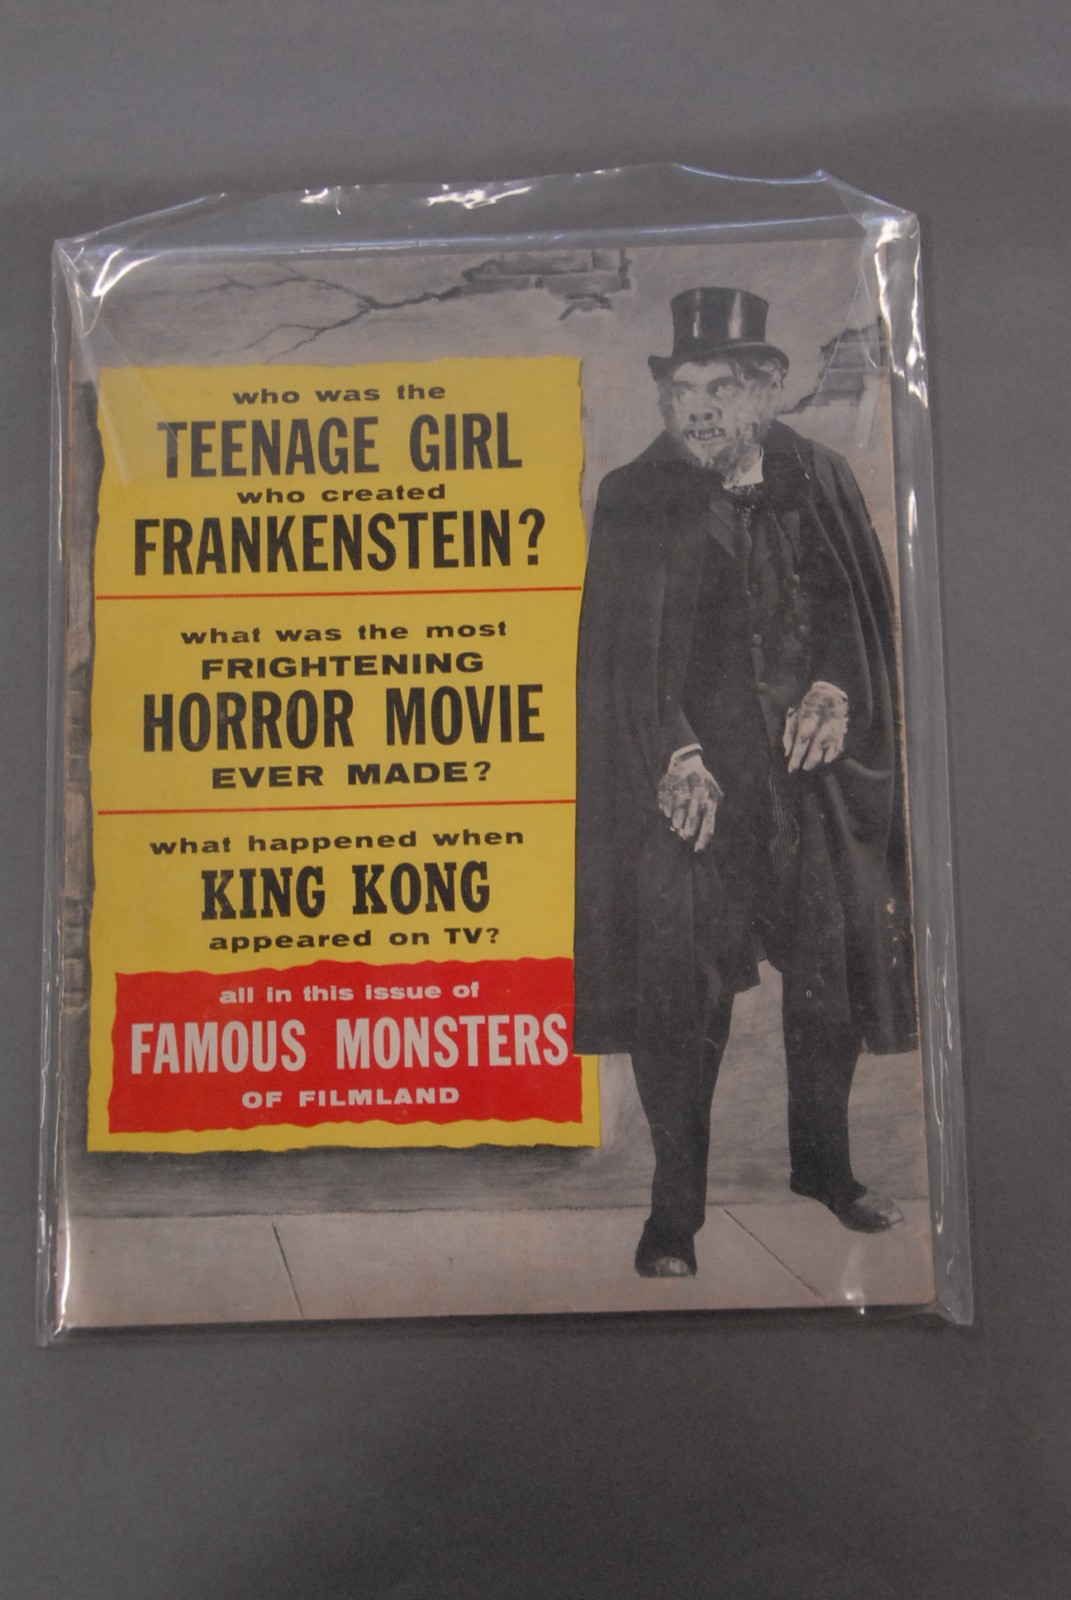 who was the
TEENAGE GIRL
who created
FRANKENSTEIN?
what was the most
FRIGHTENING
HORROR MOVIE
EVER MADE?
what happened when
KING KONG
appeared on TV?
all in this issue of
FAMOUS MONSTERS
OF FILMLAND